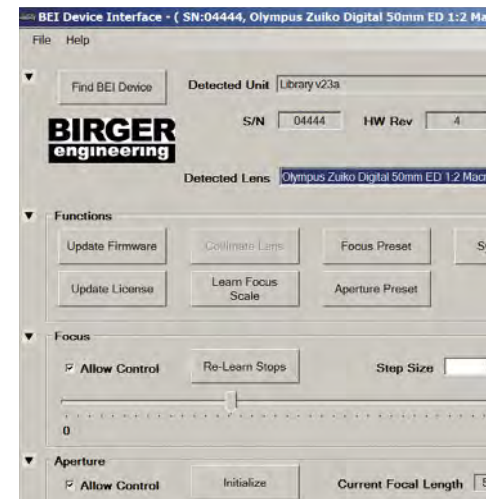 BEI Device Interface - ( SN:04444, Olympus Zuiko Digital 50mm ED 1:2 Ma
File Help
Find BEI Device
Detected Unit Library v23a
BIRGER
engineering
S/N 04444 HW Rev 4
Detected Lens Olympus Zuiko Digital 50mm ED 1:2 Macr
Functions
Update Firmware Collimate Lens Focus Preset S
Update License Learn Focus Scale Aperture Preset
Focus
Allow Control Re-Learn Stops Step Size
0
Aperture
Allow Control Initialize Current Focal Length